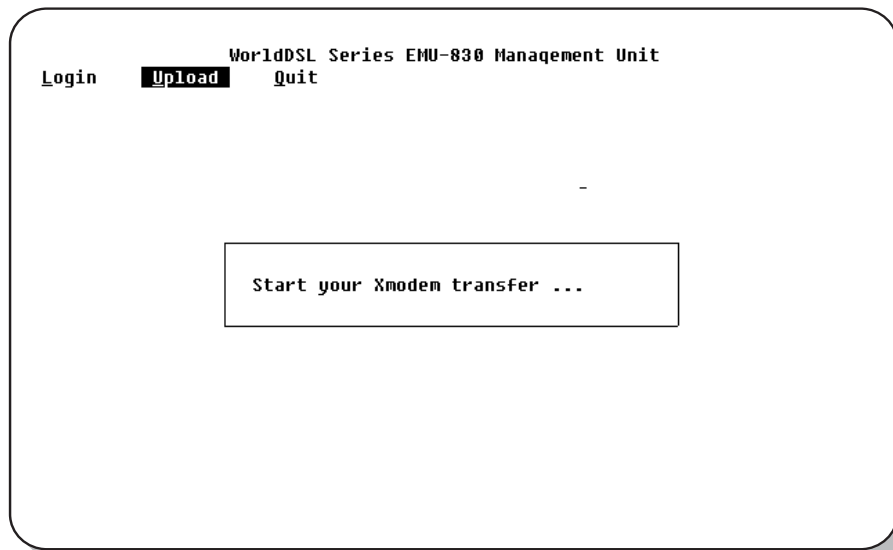 WorldDSL Series EMU-830 Management Unit
Login Upload Quit
Start your Xmodem transfer ...